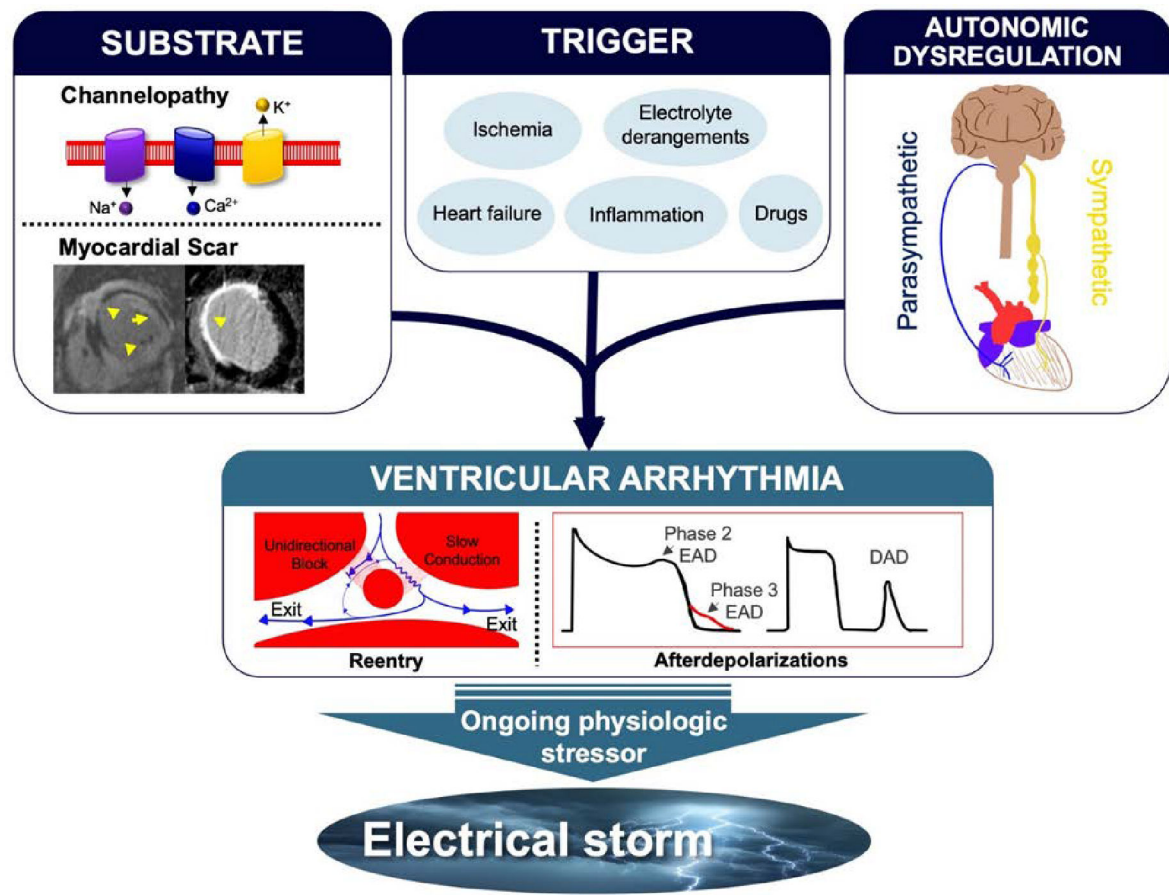 SUBSTRATE
Channelopathy
K+
Na+
Ca2+
Myocardial Scar
TRIGGER
Ischemia
Electrolyte
derangements
Heart failure
Inflammation
Drugs
AUTONOMIC
DYSREGULATION
Parasympathetic
Sympathetic
VENTRICULAR ARRHYTHMIA
Unidirectional
Block
Slow
Conduction
Exit
Exit
Reentry
Phase 2
EAD
Phase 3
EAD
DAD
Afterdepolarizations
Ongoing physiologic
stressor
Electrical storm